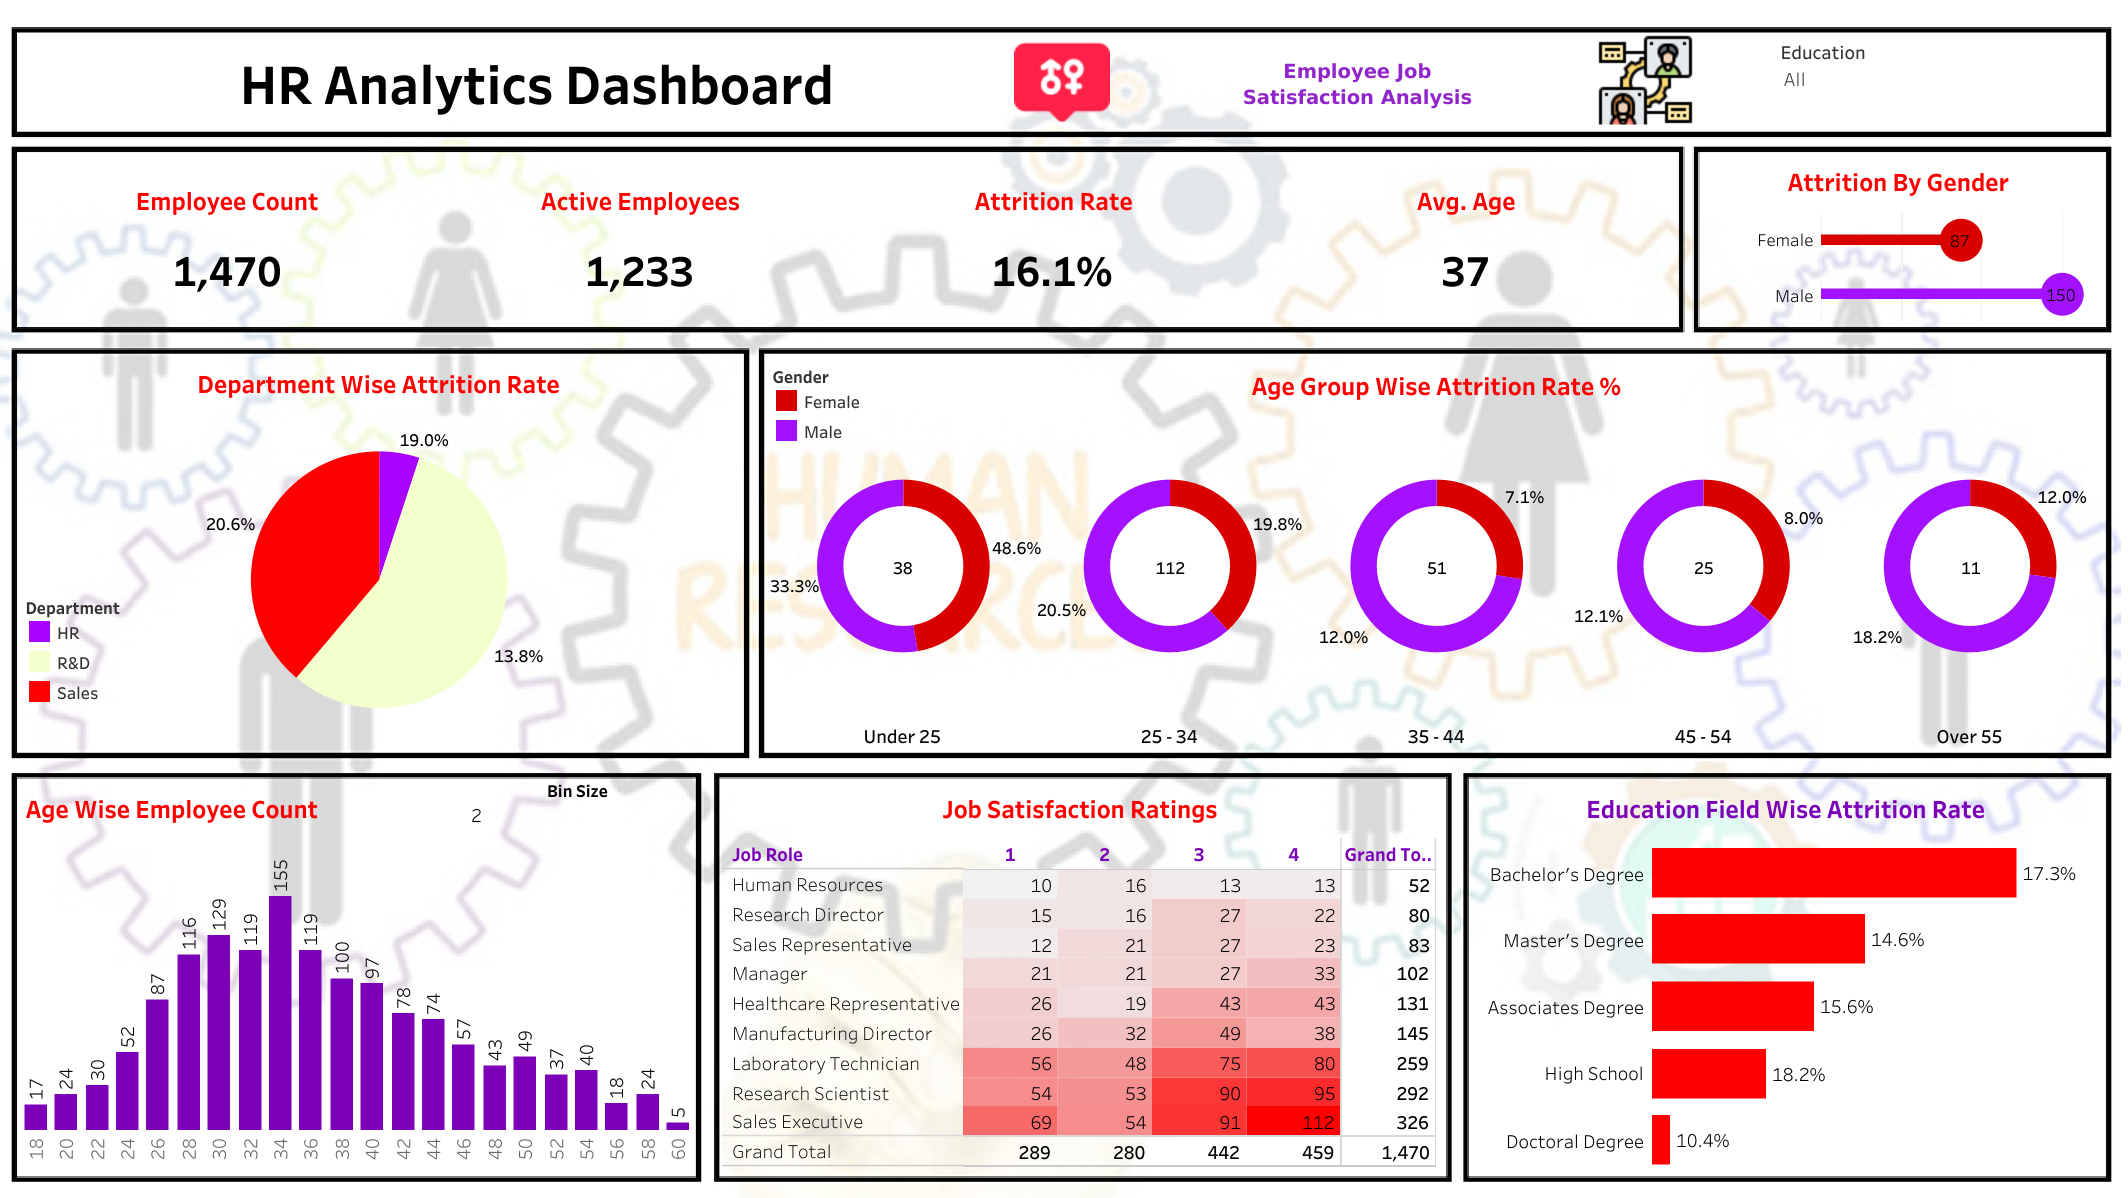 HR Analytics Dashboard
Employee Job
Satisfaction Analysis
Education
All
Employee Count
Active Employees
Attrition Rate
Avg. Age
1,470
1,233
16.1%
37
Attrition By Gender
Female
87
Male
150
Department Wise Attrition Rate
19.0%
20.6%
13.8%
Department
HR
R&D
Sales
Gender
Female
Male
Age Group Wise Attrition Rate %
HUMAN
RESOURCE
38
48.6%
33.3%
112
19.8%
20.5%
51
7.1%
12.0%
25
8.0%
12.1%
11
12.0%
18.2%
Under 25
25 - 34
35 - 44
45 - 54
Over 55
Age Wise Employee Count
Bin Size
2
17 24 30 52 87 116 129 119 155 119 100 97 78 74 57 43 49 37 40 18 24 5
18 20 22 24 26 28 30 32 34 36 38 40 42 44 46 48 50 52 54 56 58 60
Job Satisfaction Ratings
Job Role 1 2 3 4 Grand To..
Human Resources 10 16 13 13 52
Research Director 15 16 27 22 80
Sales Representative 12 21 27 23 83
Manager 21 21 27 33 102
Healthcare Representative 26 19 43 43 131
Manufacturing Director 26 32 49 38 145
Laboratory Technician 56 48 75 80 259
Research Scientist 54 53 90 95 292
Sales Executive 69 54 91 112 326
Grand Total 289 280 442 459 1,470
Education Field Wise Attrition Rate
Bachelor's Degree 17.3%
Master's Degree 14.6%
Associates Degree 15.6%
High School 18.2%
Doctoral Degree 10.4%